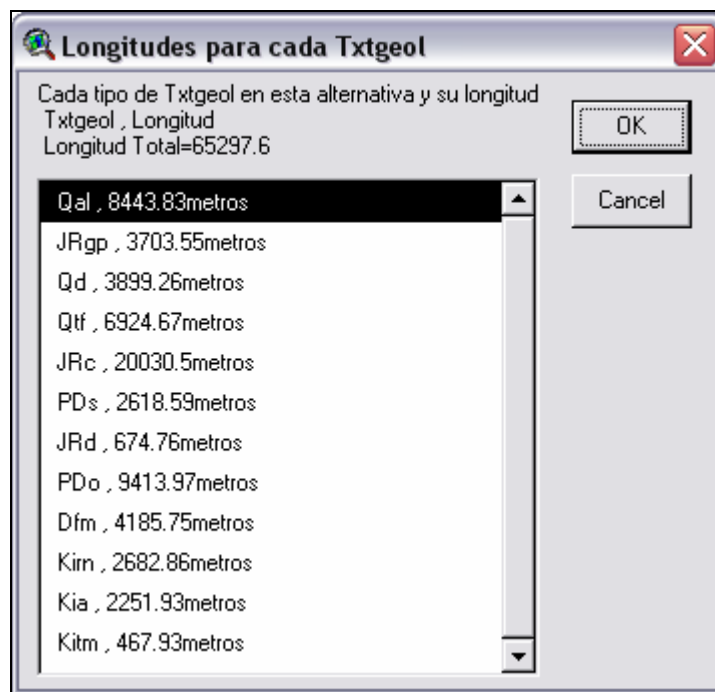 Longitudes para cada Txtgeol
Cada tipo de Txtgeol en esta alternativa y su longitud
Txtgeol , Longitud
Longitud Total=65297.6
OK
Cancel
Qal , 8443.83metros
JRgp , 3703.55metros
Qd , 3899.26metros
Qtf , 6924.67metros
JRc , 20030.5metros
PDs , 2618.59metros
JRd , 674.76metros
PDo , 9413.97metros
Dfm , 4185.75metros
Kirn , 2682.86metros
Kia , 2251.93metros
Kitm , 467.93metros